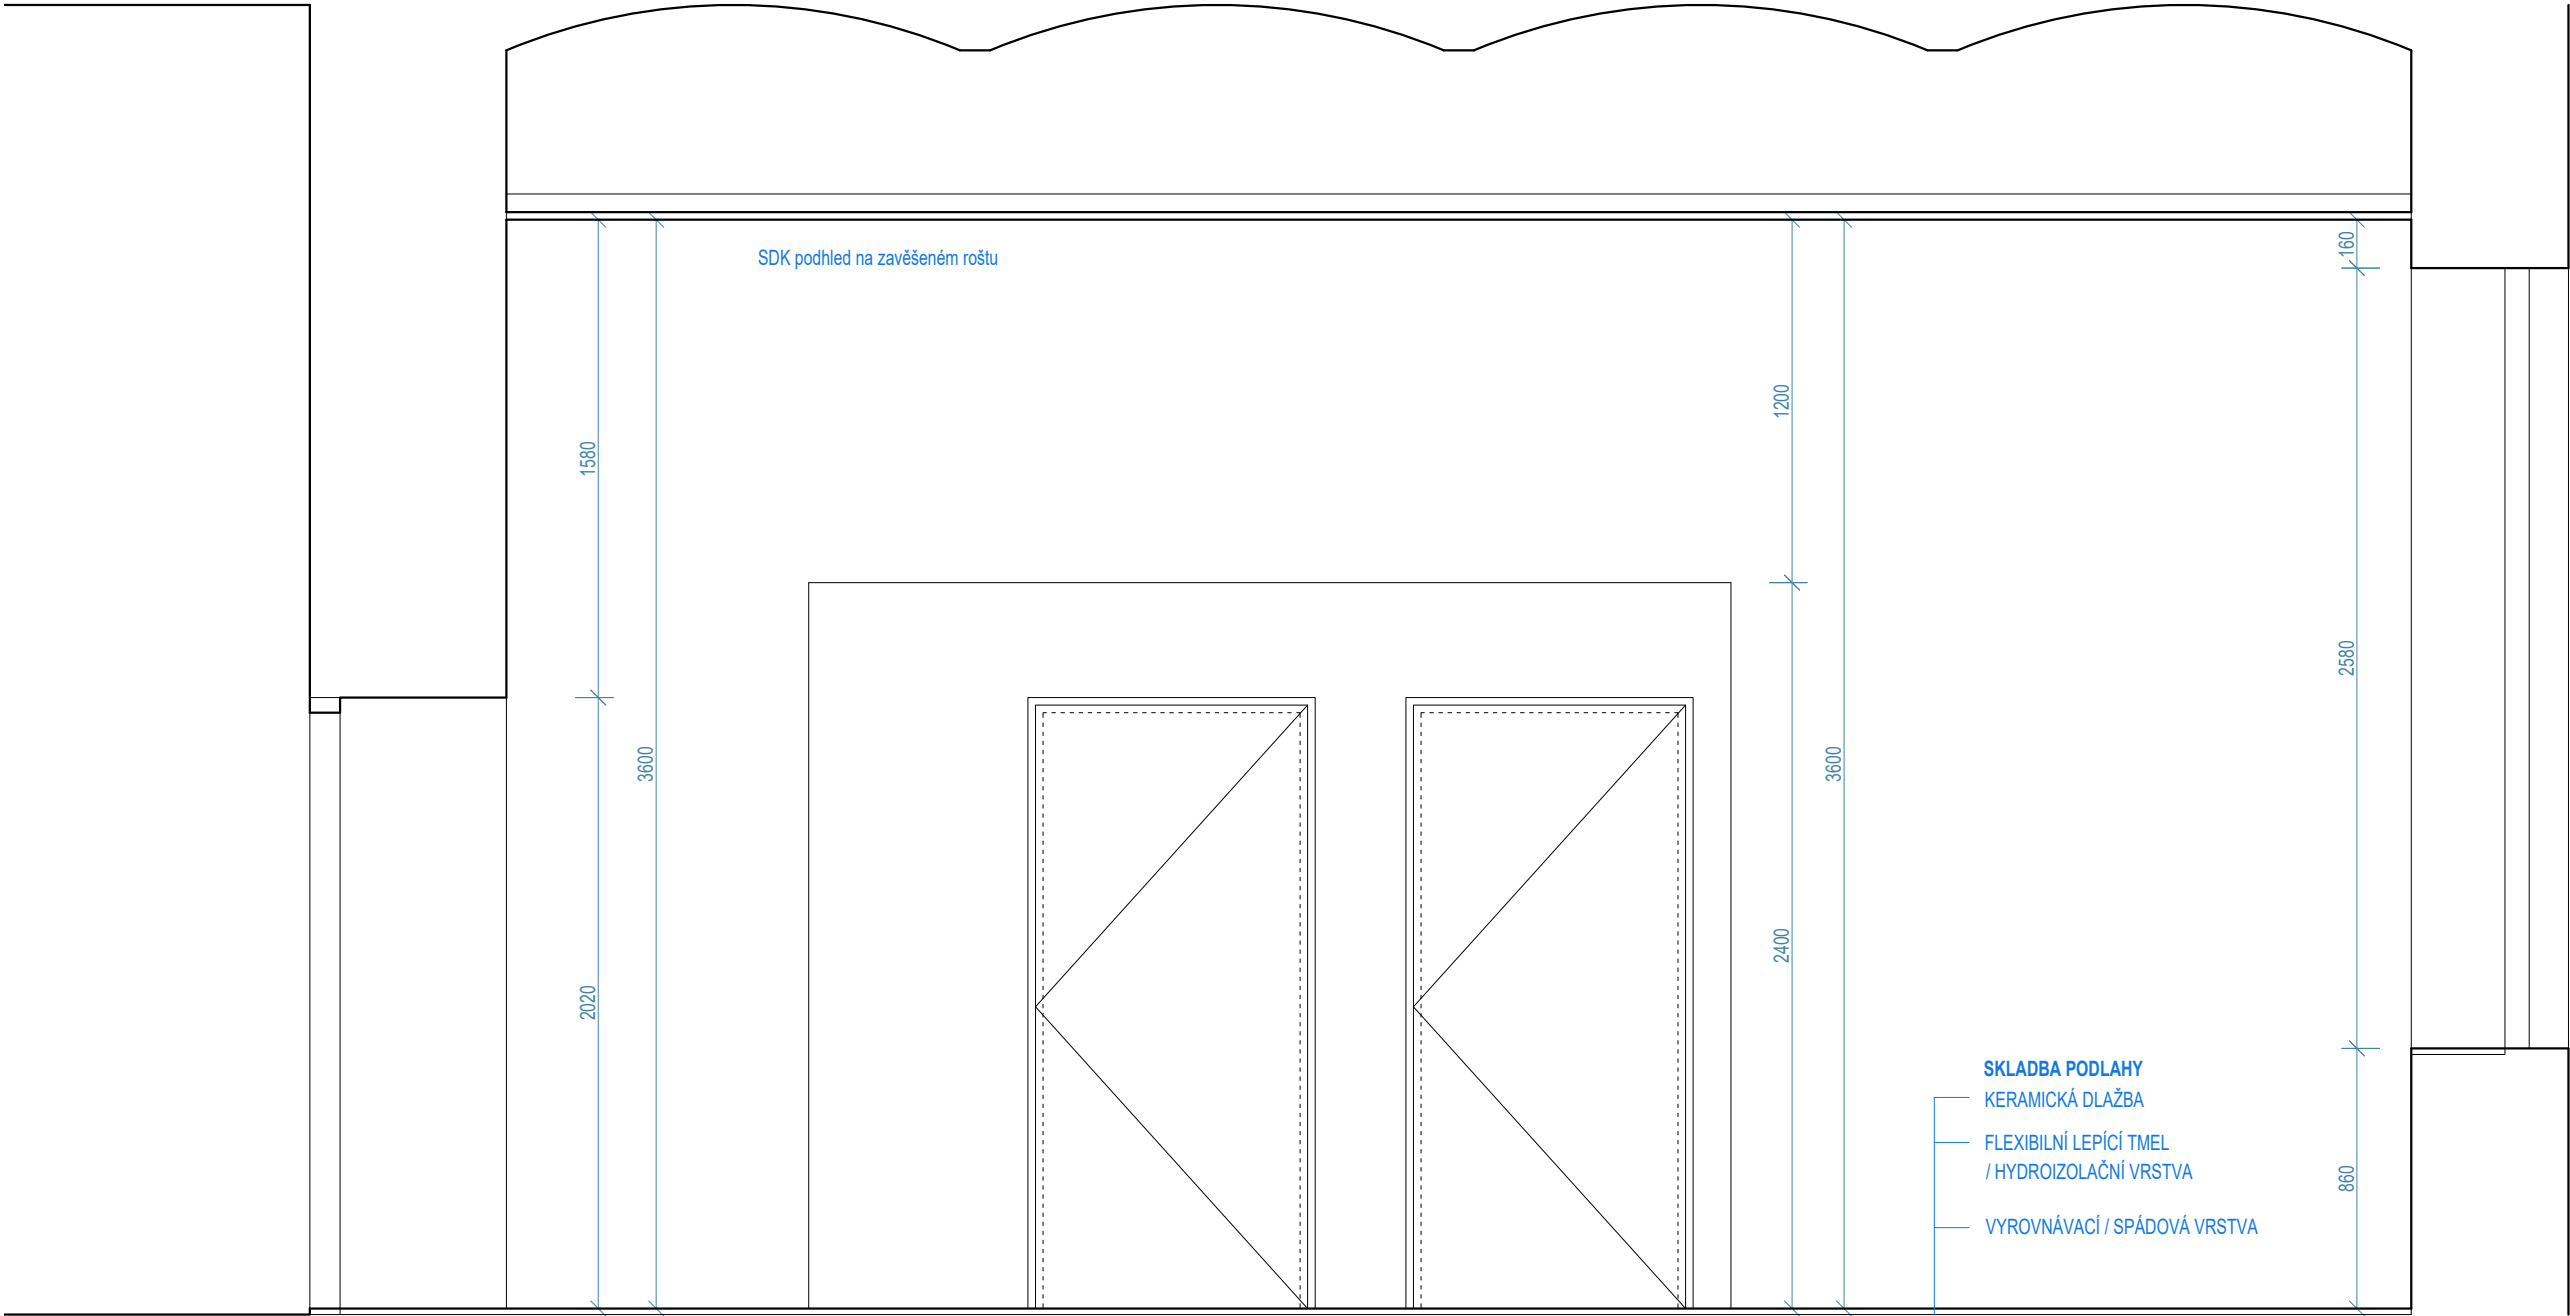 SDK podhled na zavěšeném roštu
160
1200
1580
2580
3600
3600
2400
2020
860
SKLADBA PODLAHY
KERAMICKÁ DLAŽBA
FLEXIBILNÍ LEPÍCÍ TMEL
/ HYDROIZOLAČNÍ VRSTVA
VYROVNÁVACÍ / SPÁDOVÁ VRSTVA